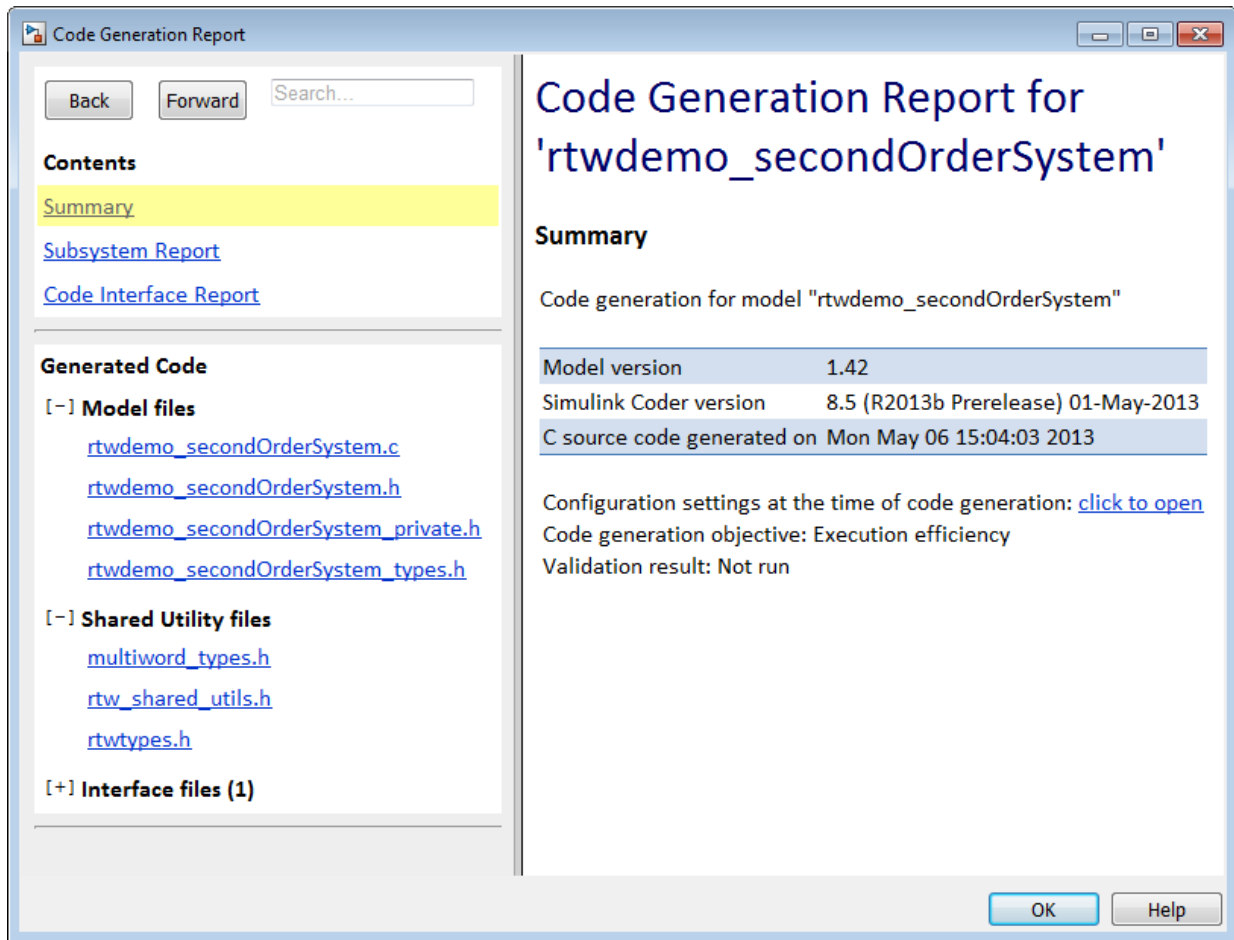 Code Generation Report
Back
Forward
Search...
Contents
Summary
Subsystem Report
Code Interface Report
Generated Code
[-] Model files
rtwdemo_secondOrderSystem.c
rtwdemo_secondOrderSystem.h
rtwdemo_secondOrderSystem_private.h
rtwdemo_secondOrderSystem_types.h
[-] Shared Utility files
multiword_types.h
rtw_shared_utils.h
rtwtypes.h
[+] Interface files (1)
Code Generation Report for
'rtwdemo_secondOrderSystem'
Summary
Code generation for model "rtwdemo_secondOrderSystem"
Model version 1.42
Simulink Coder version 8.5 (R2013b Prerelease) 01-May-2013
C source code generated on Mon May 06 15:04:03 2013
Configuration settings at the time of code generation: click to open
Code generation objective: Execution efficiency
Validation result: Not run
OK
Help